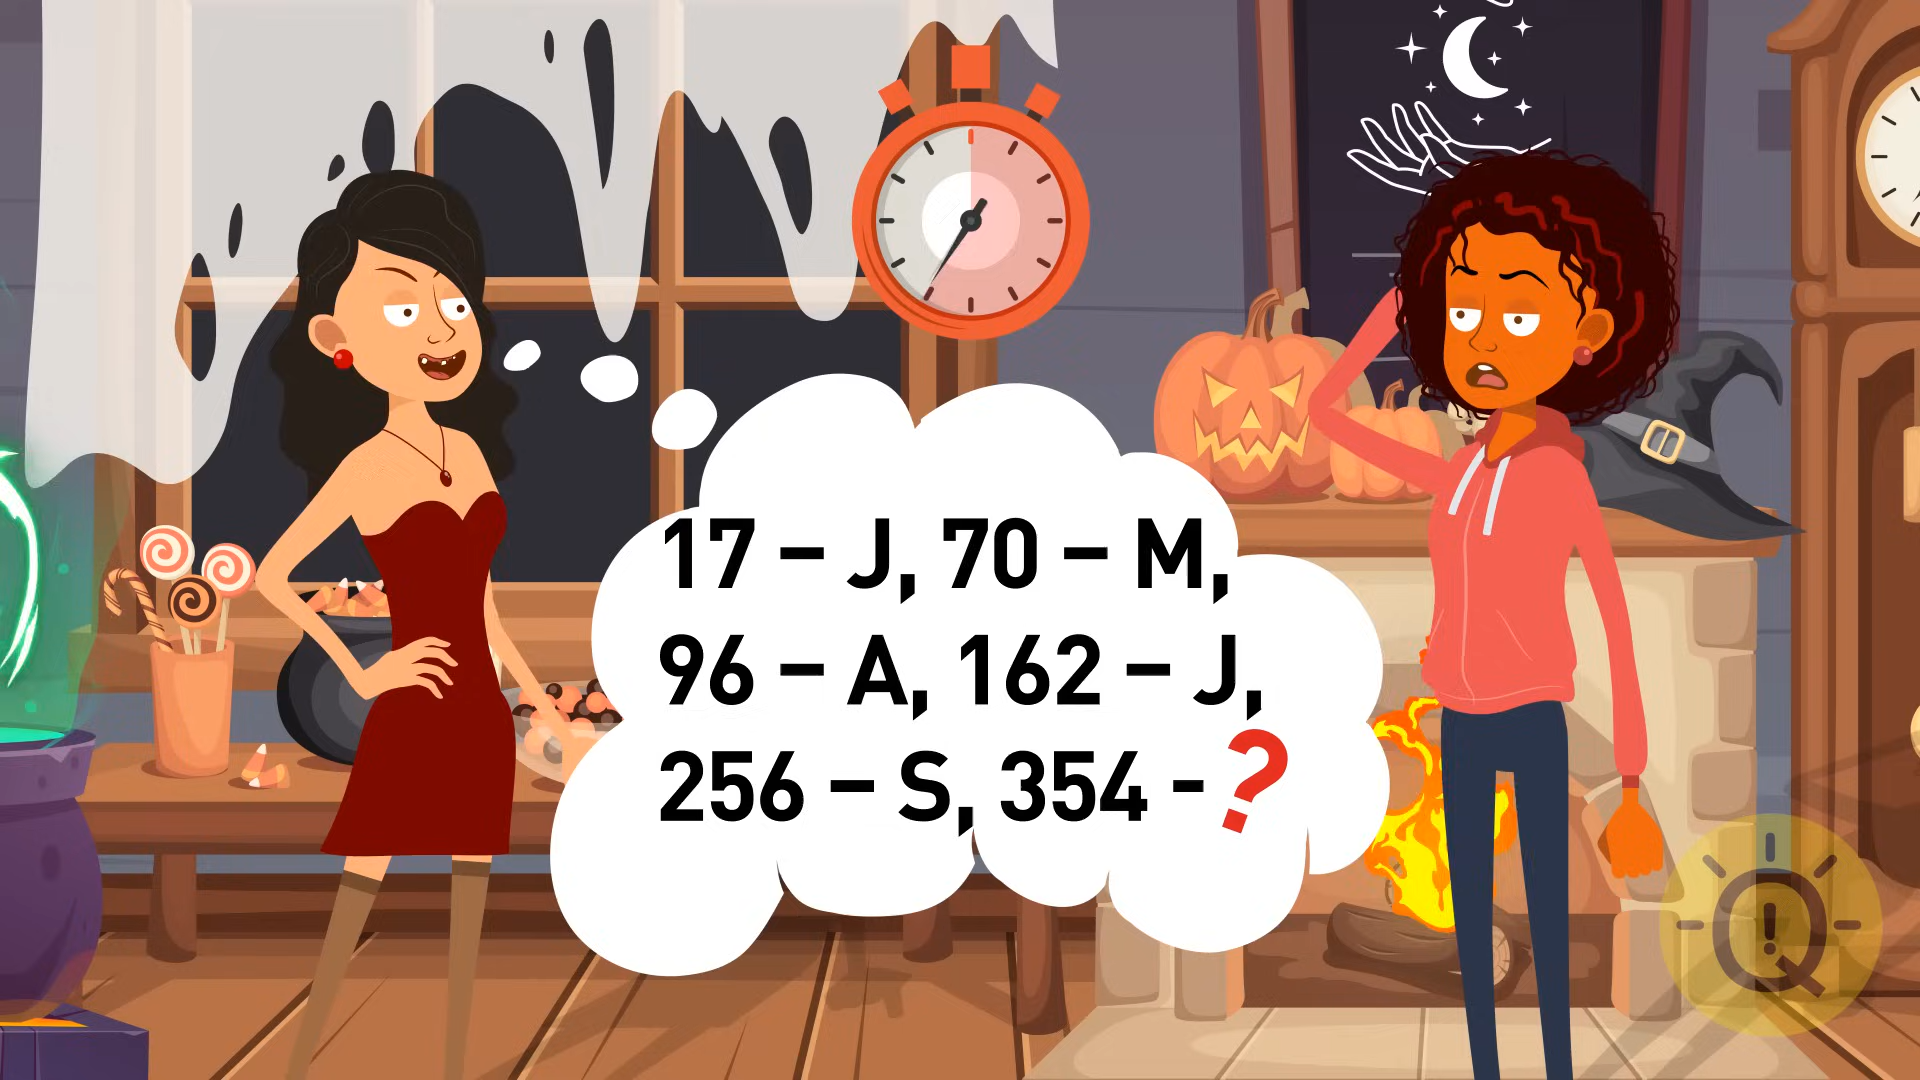 17 – J, 70 – M,
96 – A, 162 – J,
256 – S, 354 - ?